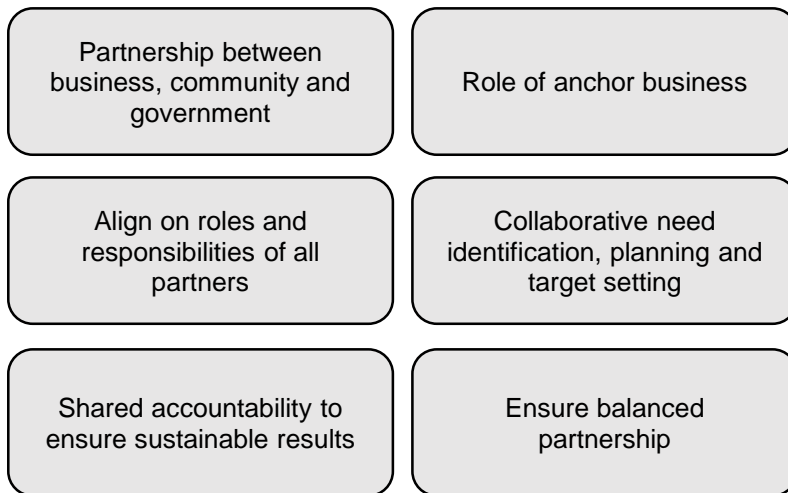 Partnership between
business, community and
government
Role of anchor business
Align on roles and
responsibilities of all
partners
Collaborative need
identification, planning and
target setting
Shared accountability to
ensure sustainable results
Ensure balanced
partnership